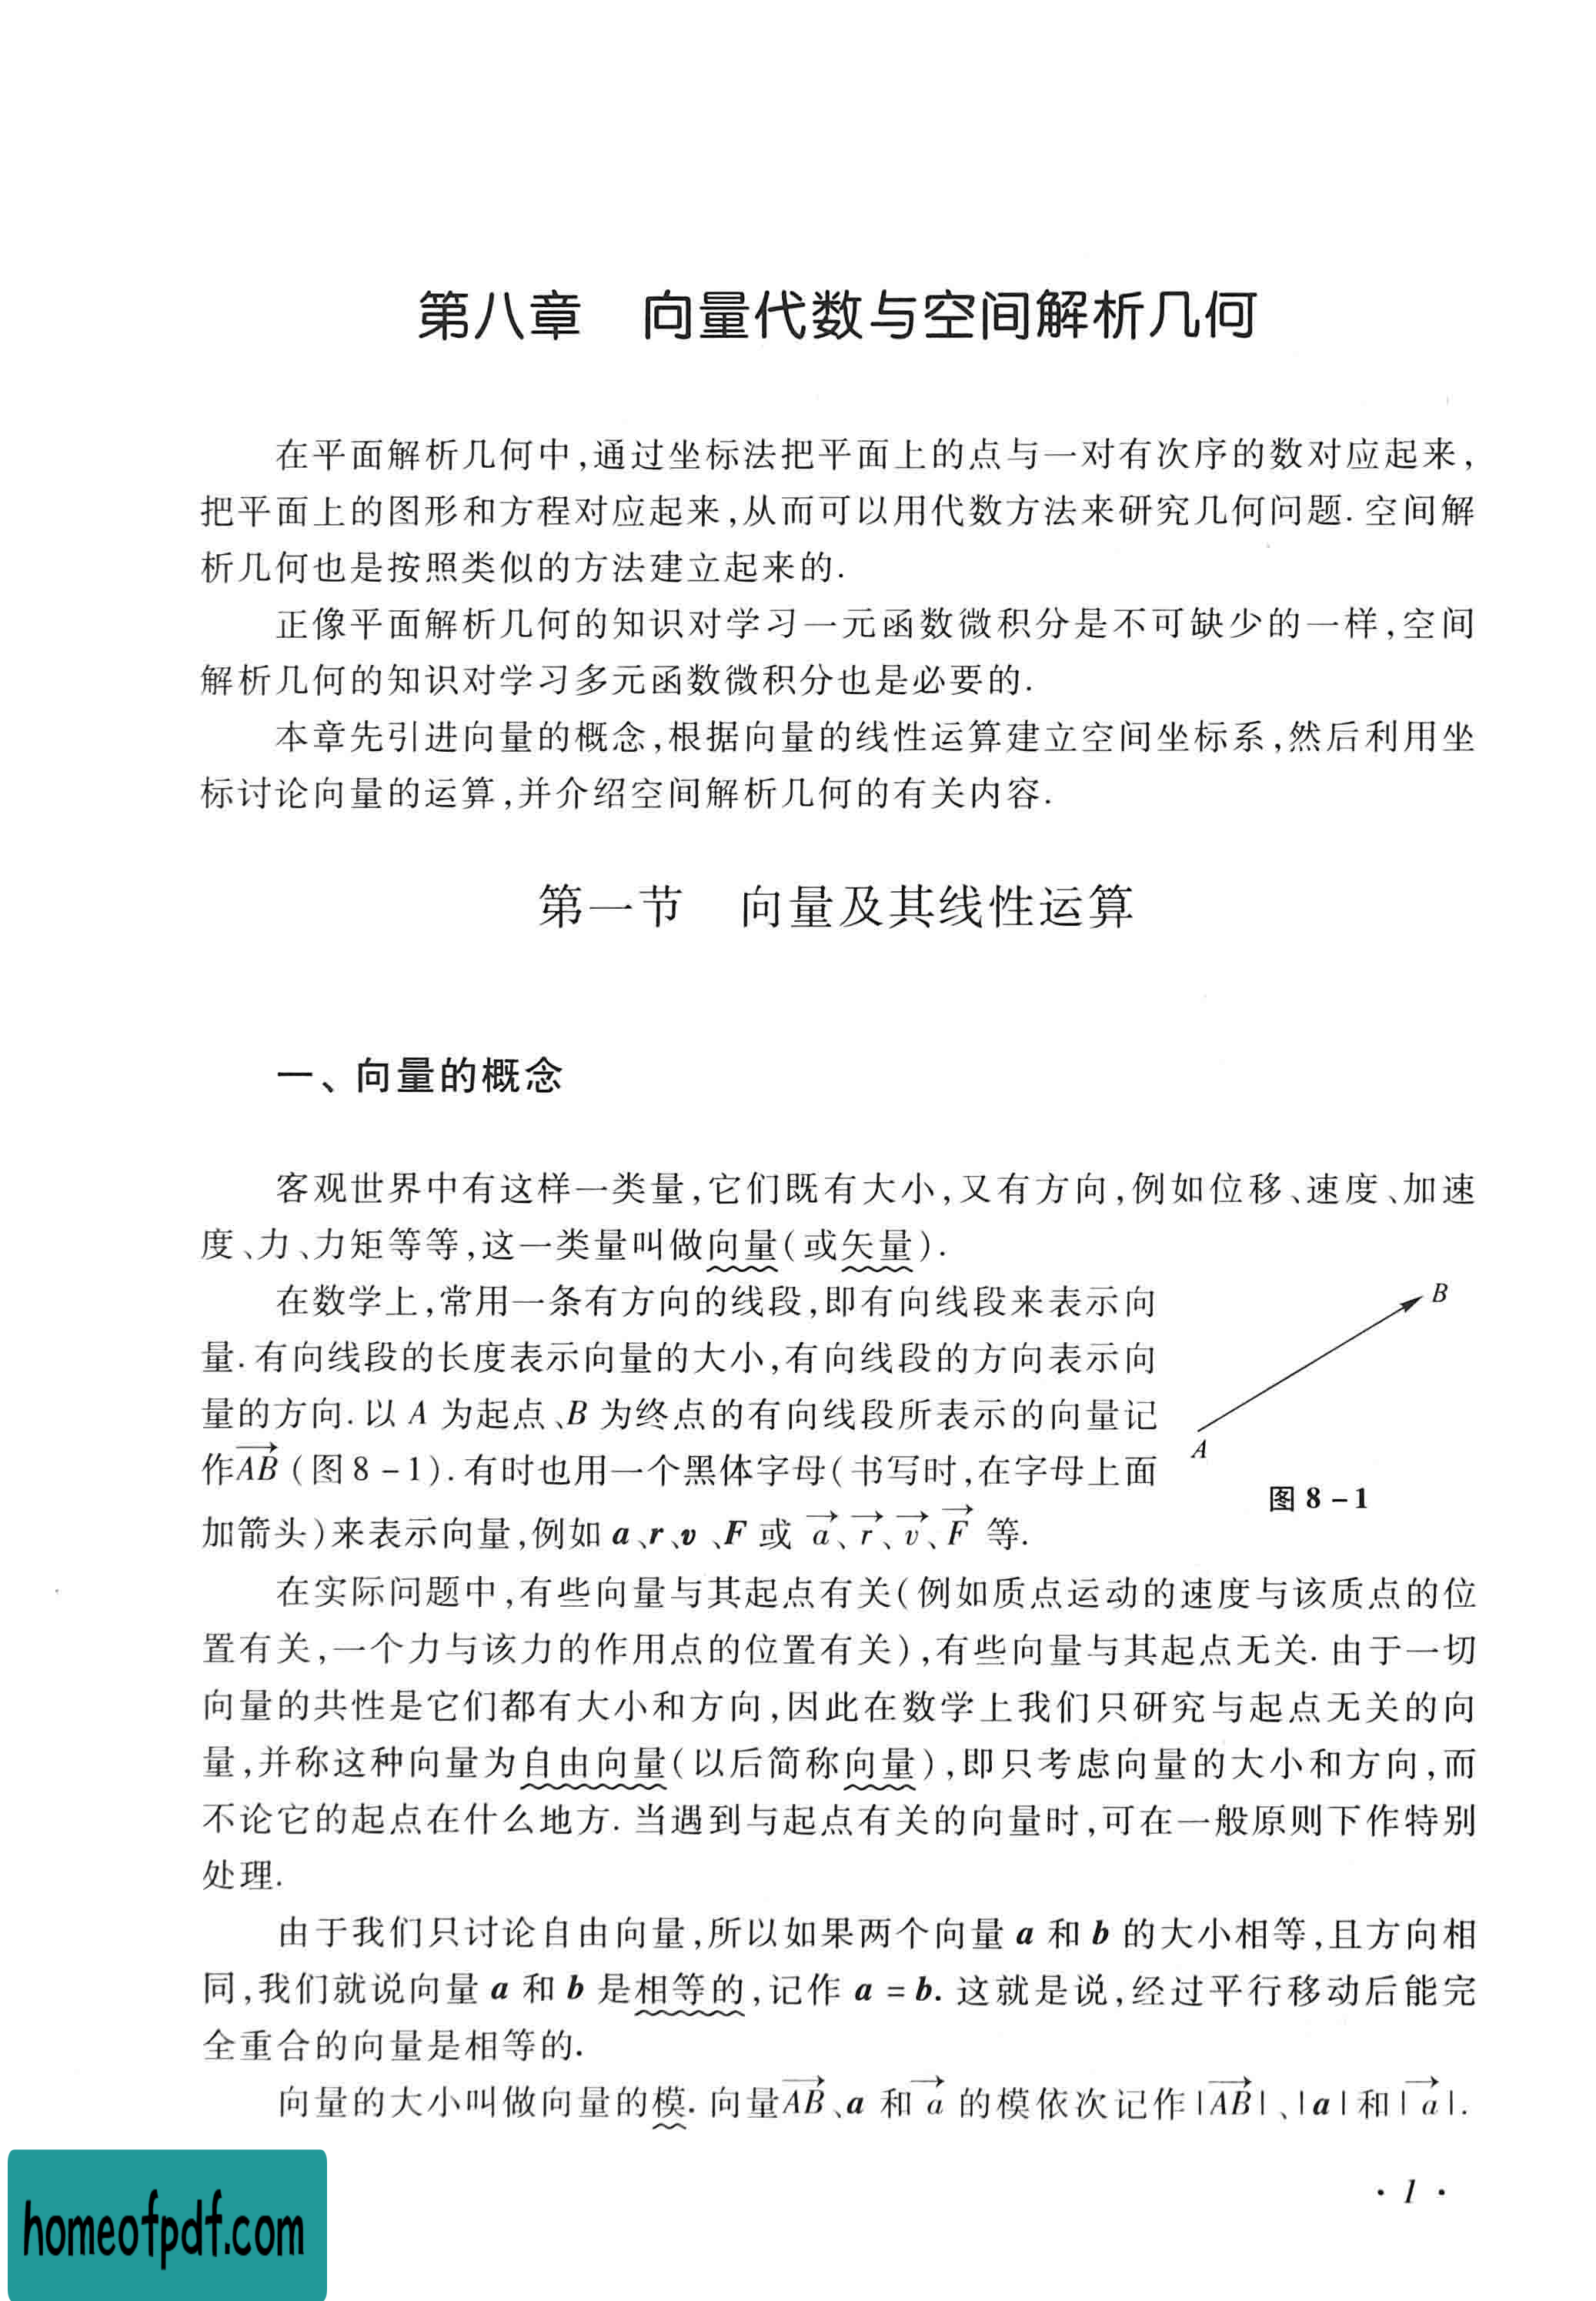 第八章 向量代数与空间解析几何
在平面解析几何中,通过坐标法把平面上的点与一对有次序的数对应起来,
把平面上的图形和方程对应起来,从而可以用代数方法来研究几何问题. 空间解
析几何也是按照类似的方法建立起来的.
正像平面解析几何的知识对学习一元函数微积分是不可缺少的一样,空间
解析几何的知识对学习多元函数微积分也是必要的.
本章先引进向量的概念,根据向量的线性运算建立空间坐标系,然后利用坐
标讨论向量的运算,并介绍空间解析几何的有关内容.
第一节 向量及其线性运算
一、向量的概念
客观世界中有这样一类量,它们既有大小,又有方向,例如位移、速度、加速
度、力、力矩等等,这一类量叫做向量(或矢量).
在数学上,常用一条有方向的线段,即有向线段来表示向
量.有向线段的长度表示向量的大小,有向线段的方向表示向
量的方向. 以 A 为起点、B 为终点的有向线段所表示的向量记
作$\overrightarrow{AB}$ (图 8-1). 有时也用一个黑体字母(书写时,在字母上面
加箭头)来表示向量,例如 a、r、v、F 或 $\overrightarrow{a}$、$\overrightarrow{r}$、$\overrightarrow{v}$、$\overrightarrow{F}$ 等.
B
A
图 8-1
在实际问题中,有些向量与其起点有关(例如质点运动的速度与该质点的位
置有关,一个力与该力的作用点的位置有关),有些向量与其起点无关. 由于一切
向量的共性是它们都有大小和方向,因此在数学上我们只研究与起点无关的向
量,并称这种向量为自由向量(以后简称向量),即只考虑向量的大小和方向,而
不论它的起点在什么地方. 当遇到与起点有关的向量时,可在一般原则下作特别
处理.
由于我们只讨论自由向量,所以如果两个向量 a 和 b 的大小相等,且方向相
同,我们就说向量 a 和 b 是相等的,记作 a = b. 这就是说,经过平行移动后能完
全重合的向量是相等的.
向量的大小叫做向量的模. 向量$\overrightarrow{AB}$、a 和 $\overrightarrow{a}$ 的模依次记作|$\overrightarrow{AB}$|、|a|和|$\overrightarrow{a}$|.
· 1 ·
homeofpdf.com